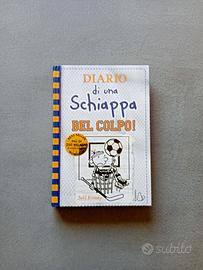 DIARIO
di una
Schiappa
BEL COLPO!
Jeff Kinney
subito